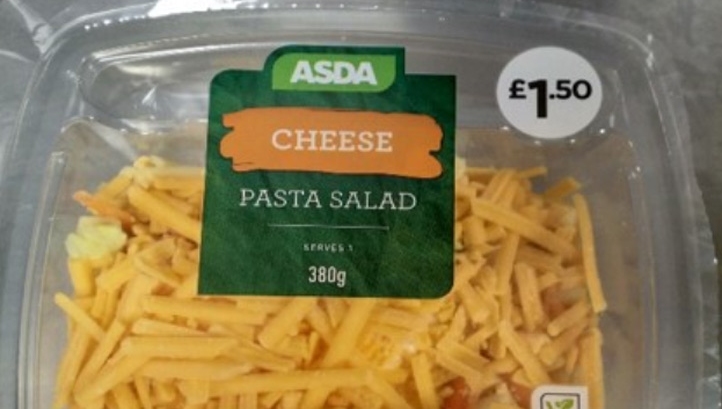 ASDA
£1.50
CHEESE
PASTA SALAD
SERVES 1
380g